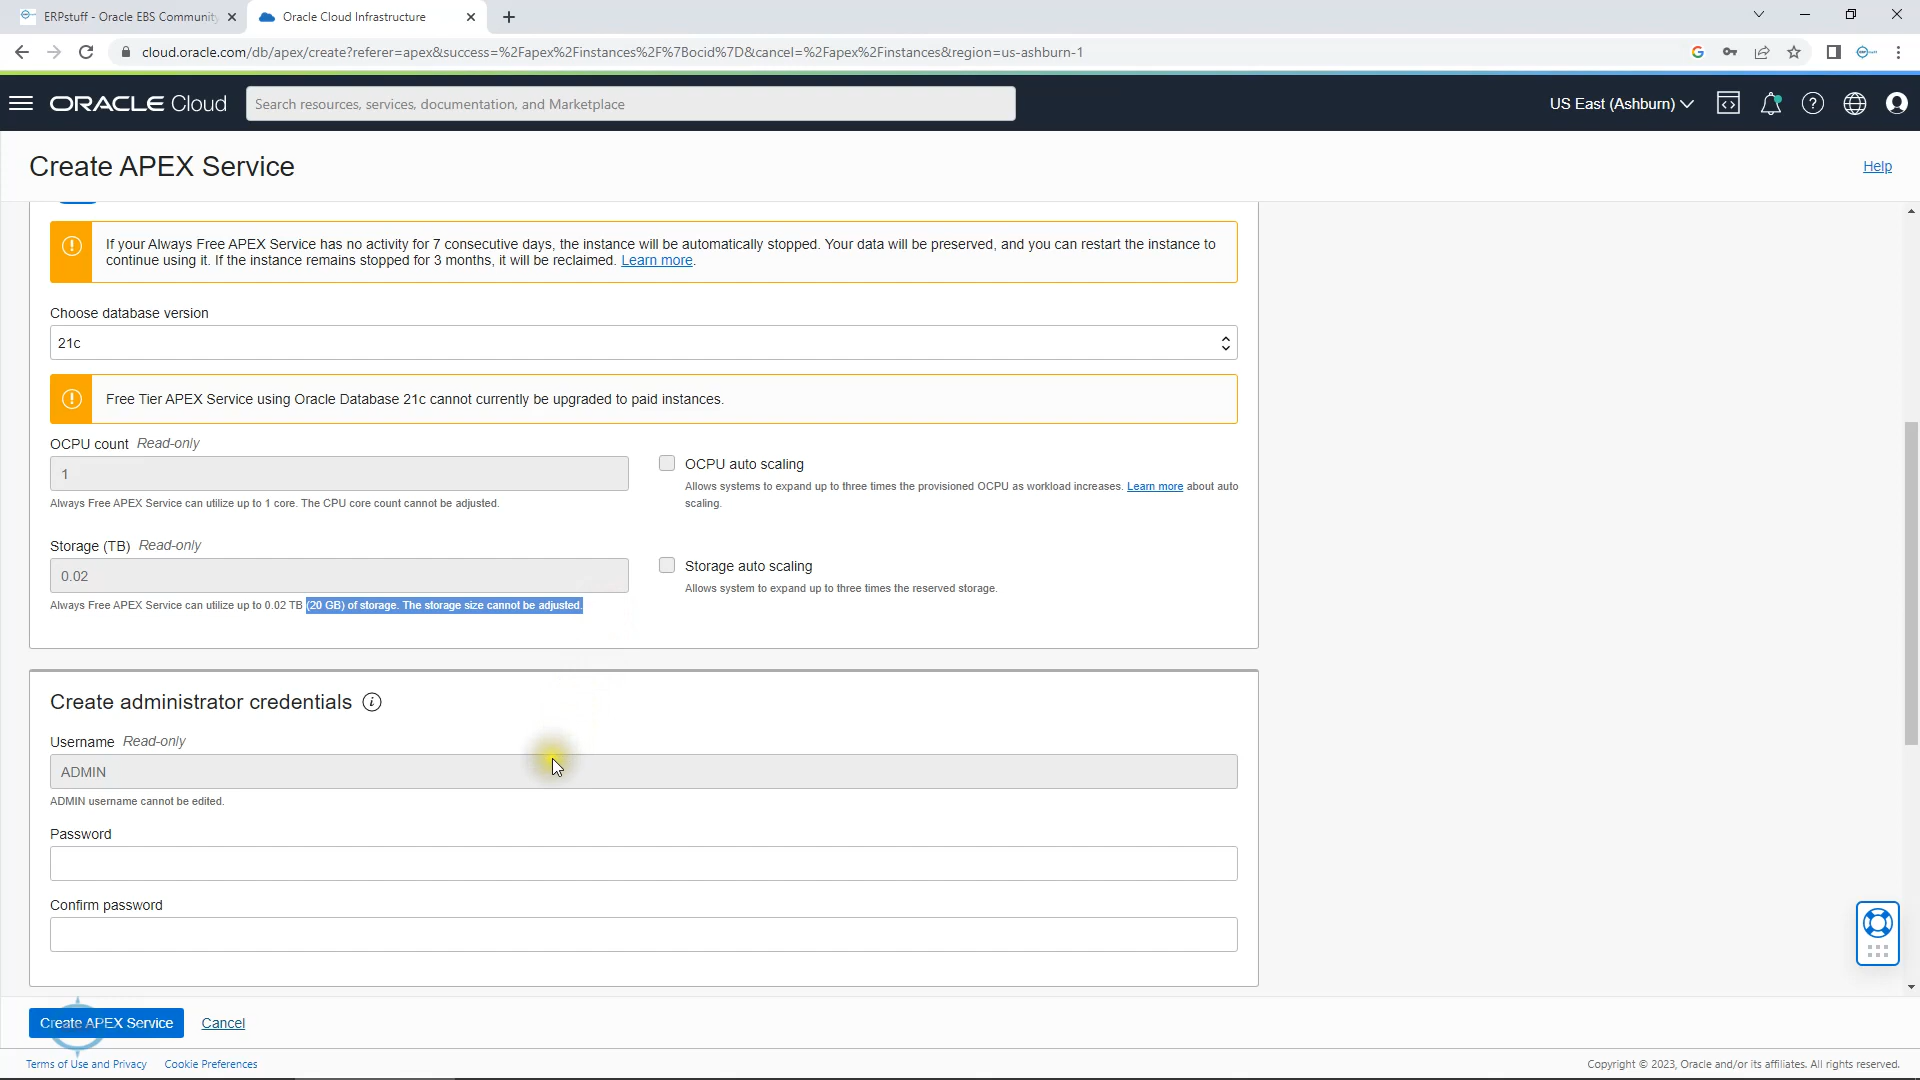 ERPstuff - Oracle EBS Community
Oracle Cloud Infrastructure
cloud.oracle.com/db/apex/create?referer=apex&success=%2Fapex%2Finstances%2F%7Bocid%7D&cancel=%2Fapex%2Finstances&region=us-ashburn-1
ORACLE Cloud
Search resources, services, documentation, and Marketplace
US East (Ashburn)
Create APEX Service
Help
If your Always Free APEX Service has no activity for 7 consecutive days, the instance will be automatically stopped. Your data will be preserved, and you can restart the instance to
continue using it. If the instance remains stopped for 3 months, it will be reclaimed. Learn more.
Choose database version
21c
Free Tier APEX Service using Oracle Database 21c cannot currently be upgraded to paid instances.
OCPU count Read-only
1
Always Free APEX Service can utilize up to 1 core. The CPU core count cannot be adjusted.
OCPU auto scaling
Allows systems to expand up to three times the provisioned OCPU as workload increases. Learn more about auto
scaling.
Storage (TB) Read-only
0.02
Always Free APEX Service can utilize up to 0.02 TB (20 GB) of storage. The storage size cannot be adjusted.
Storage auto scaling
Allows system to expand up to three times the reserved storage.
Create administrator credentials
Username Read-only
ADMIN
ADMIN username cannot be edited.
Password
Confirm password
Create APEX Service
Cancel
Terms of Use and Privacy
Cookie Preferences
Copyright © 2023, Oracle and/or its affiliates. All rights reserved.